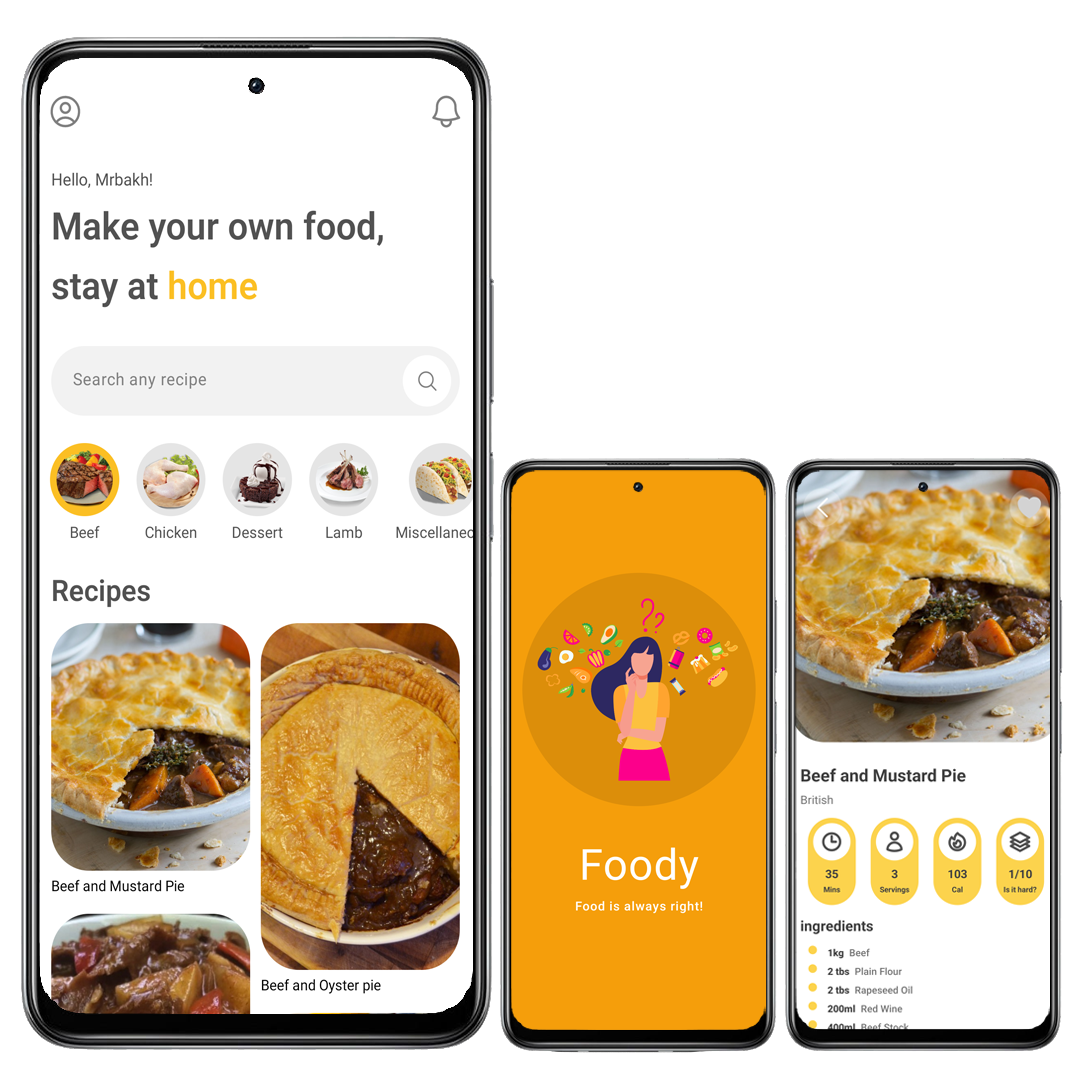 Hello, Mrbakh!
Make your own food,
stay at home
Search any recipe
Beef
Chicken
Dessert
Lamb
Miscellanec
Recipes
Beef and Mustard Pie
Beef and Oyster pie
Foody
Food is always right!
Beef and Mustard Pie
British
35
Mins
3
Servings
103
Cal
1/10
Is it hard?
ingredients
1kg Beef
2 tbs Plain Flour
2 tbs Rapeseed Oil
200ml Red Wine
400ml Beef Stock